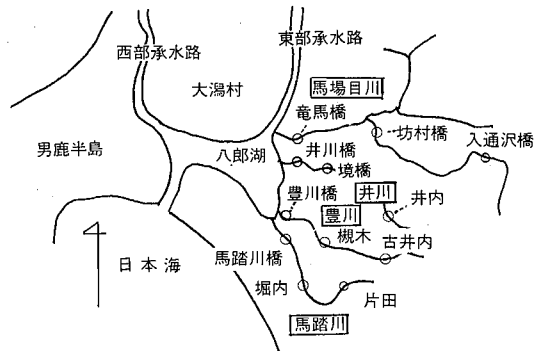 東部承水路
西部承水路
大潟村
馬場目川
竜馬橋
坊村橋
入通沢橋
男鹿半島
八郎湖
井川橋
境橋
豊川橋
井川
豊川
井内
槻木
古井内
日本海
馬踏川橋
堀内
片田
馬踏川